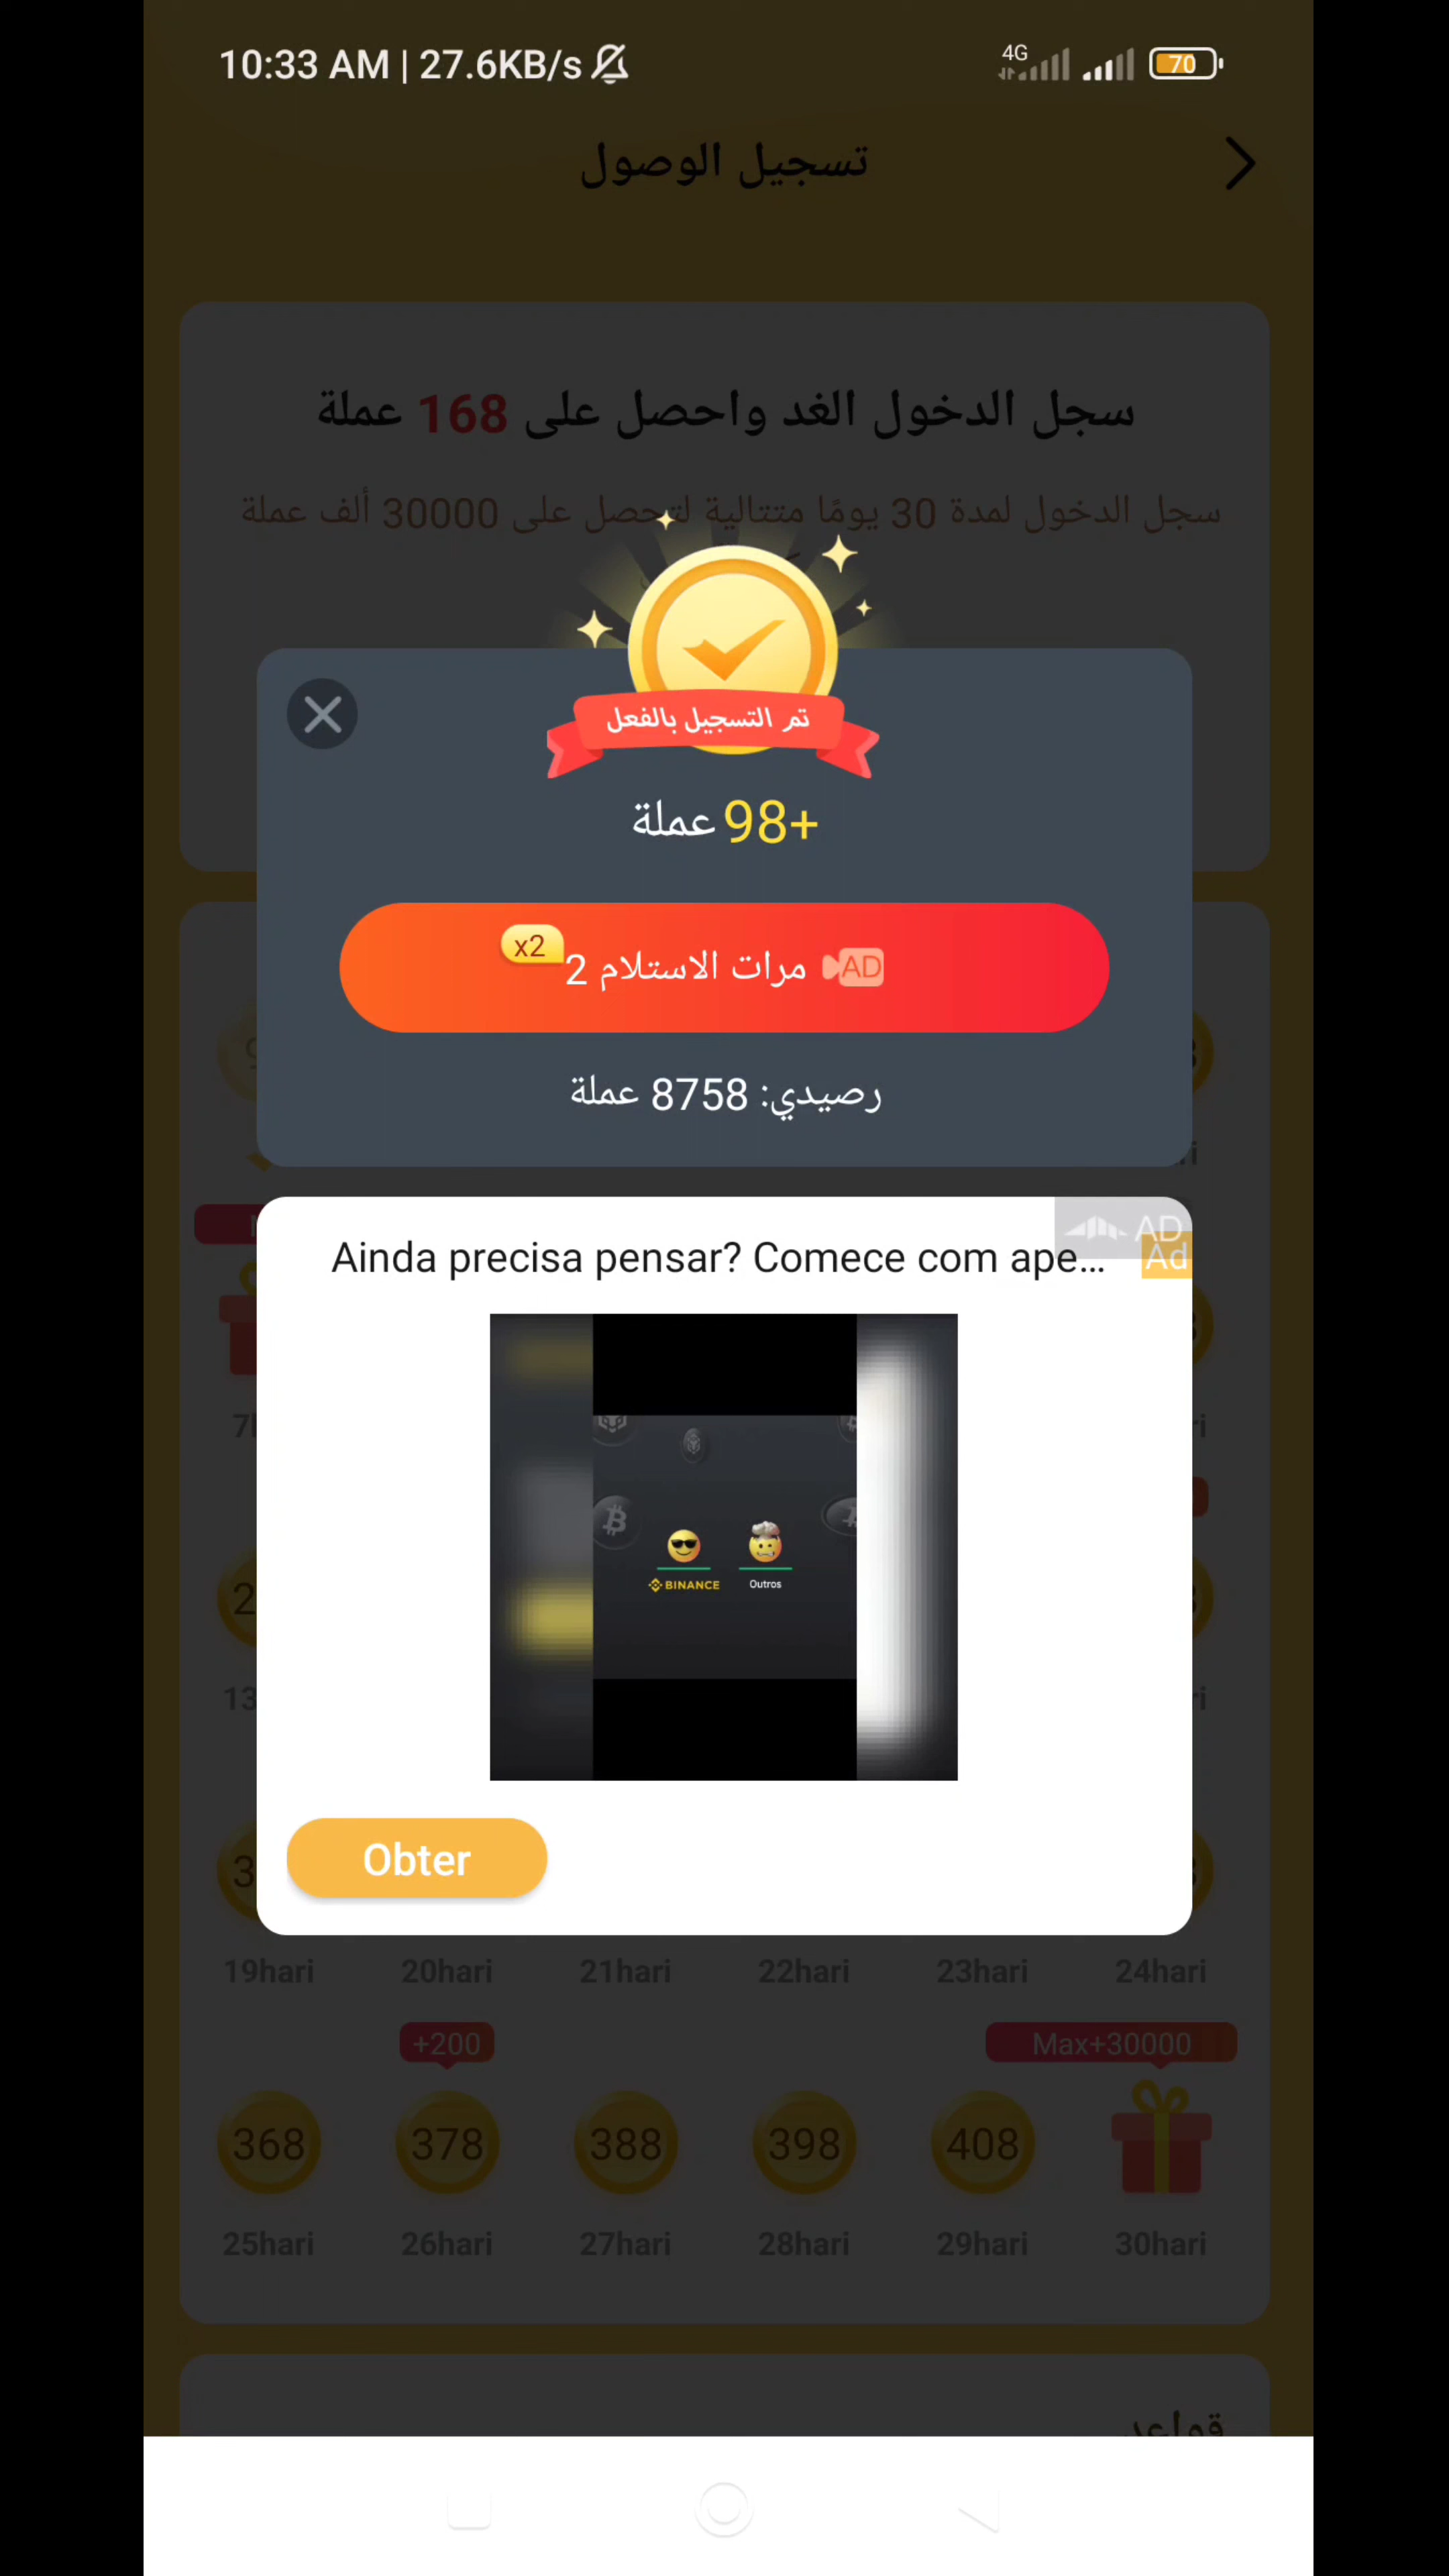 10:33 AM | 27.6KB/s
4G
70
تسجيل الوصول
سجل الدخول الغد واحصل على 168 عملة
سجل الدخول لمدة 30 يومًا متتالية لتحصل على 30000 ألف عملة
تم التسجيل بالفعل
98+ عملة
x2
مرات الاستلام 2
AD
رصيدي: 8758 عملة
AD
Ad
Ainda precisa pensar? Comece com ape...
BINANCE
Outros
Obter
19hari 20hari 21hari 22hari 23hari 24hari
+200 Max+30000
368 378 388 398 408
25hari 26hari 27hari 28hari 29hari 30hari
قواعد